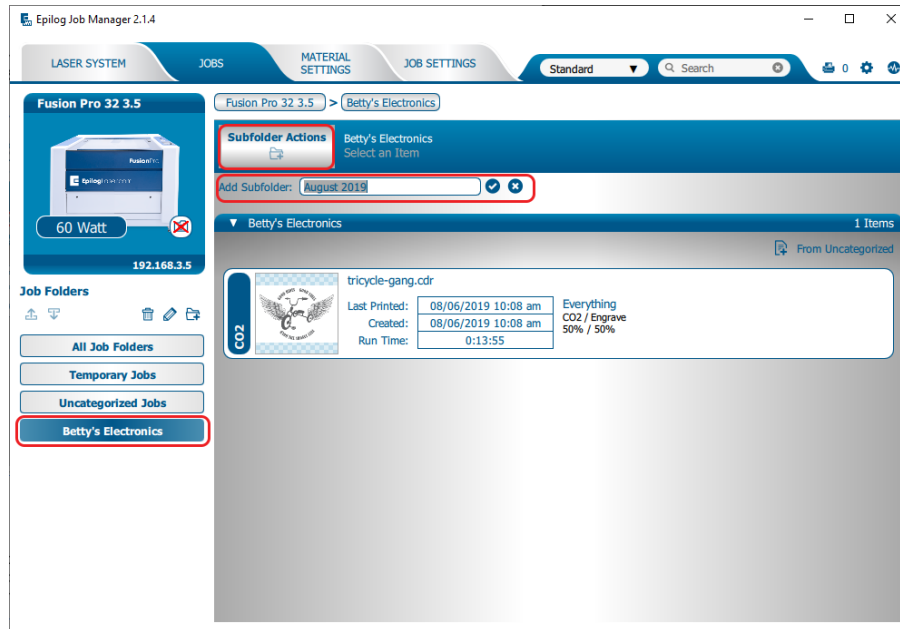 Epilog Job Manager 2.1.4
LASER SYSTEM
JOBS
MATERIAL
SETTINGS
JOB SETTINGS
Standard
Search
0
Fusion Pro 32 3.5
FusionPro
Epilog
60 Watt
192.168.3.5
Job Folders
All Job Folders
Temporary Jobs
Uncategorized Jobs
Betty's Electronics
Fusion Pro 32 3.5 > Betty's Electronics
Subfolder Actions
Betty's Electronics
Select an Item
Add Subfolder: August 2019
Betty's Electronics
1 Items
From Uncategorized
CO2
tricycle-gang.cdr
Last Printed: 08/06/2019 10:08 am
Created: 08/06/2019 10:08 am
Run Time: 0:13:55
Everything
CO2 / Engrave
50% / 50%